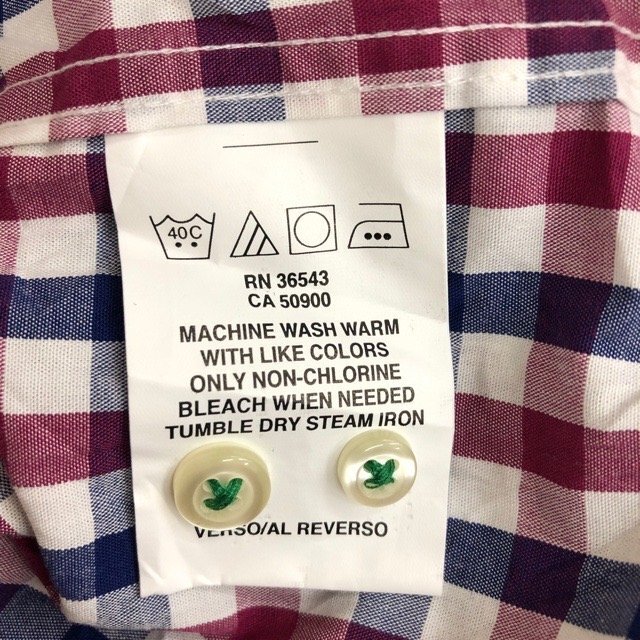 40C
RN 36543
CA 50900
MACHINE WASH WARM
WITH LIKE COLORS
ONLY NON-CHLORINE
BLEACH WHEN NEEDED
TUMBLE DRY STEAM IRON
VERSO/AL REVERSO